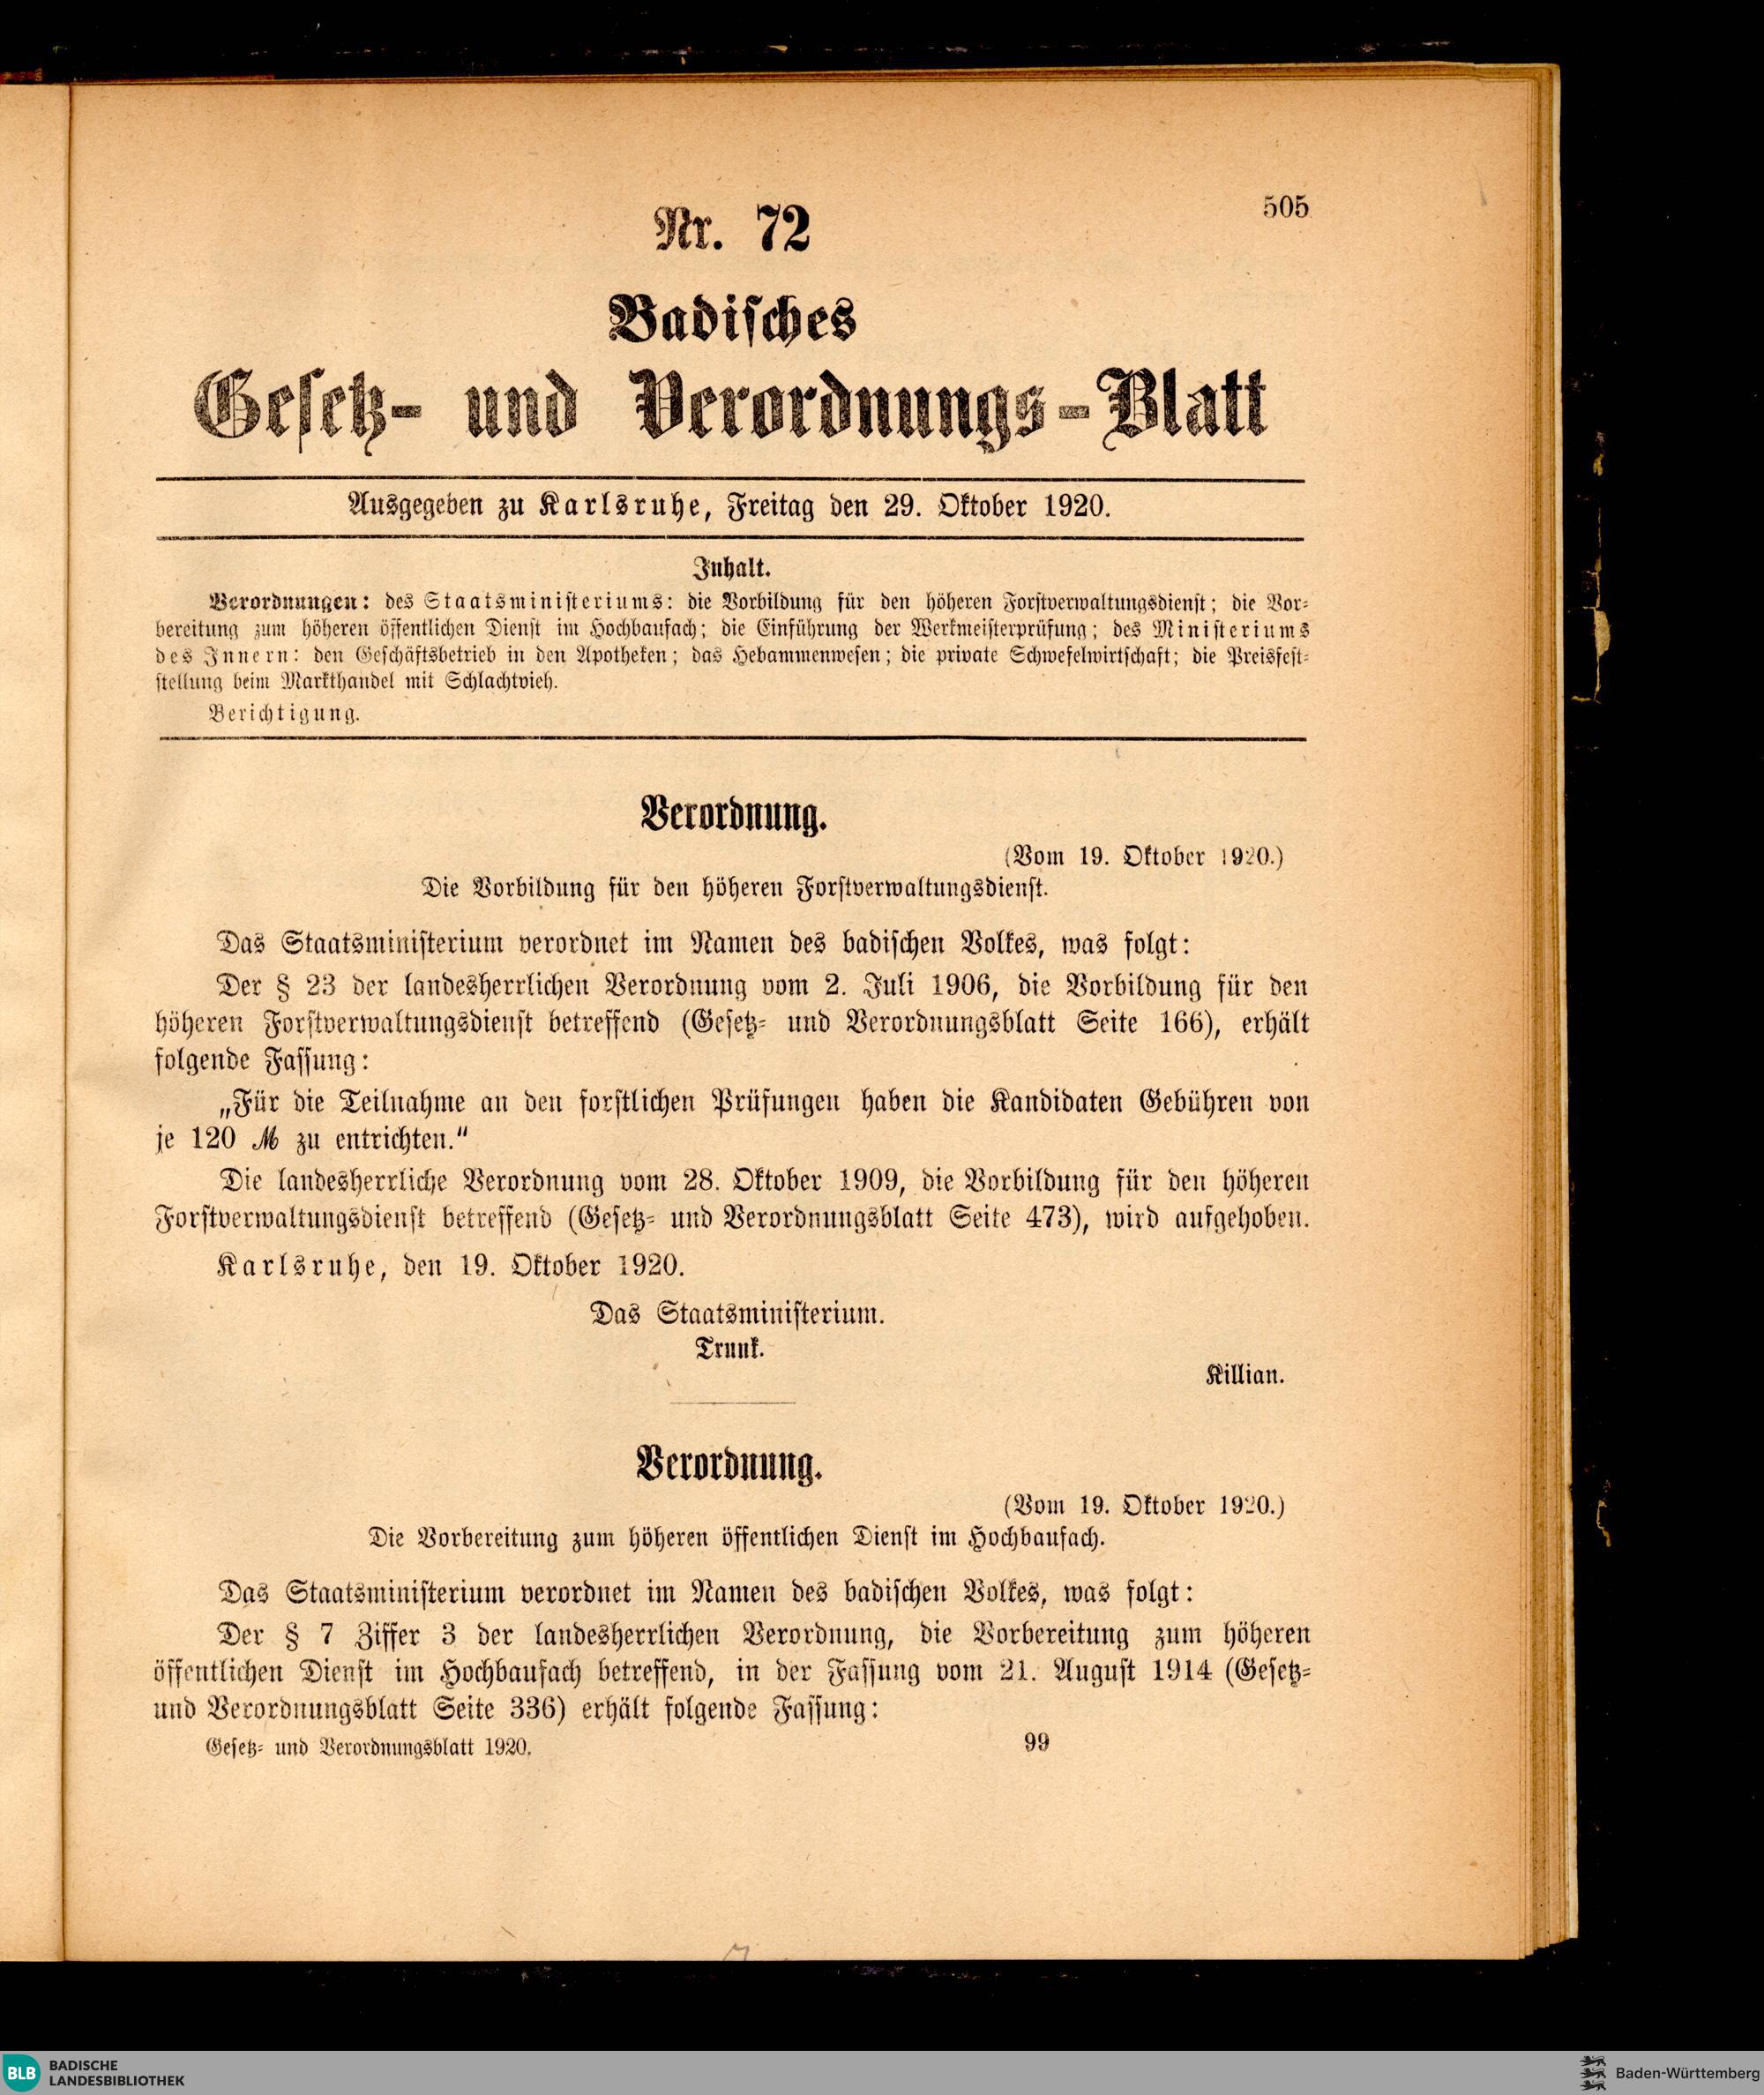 505
Nr. 72
Badisches
Gesetz- und Verordnungs-Blatt
Ausgegeben zu Karlsruhe, Freitag den 29. Oktober 1920.
Inhalt.
Verordnungen: des Staatsministeriums: die Vorbildung für den höheren Forstverwaltungsdienst; die Vor-
bereitung zum höheren öffentlichen Dienst im Hochbaufach; die Einführung der Werkmeisterprüfung; des Ministeriums
des Innern: den Geschäftsbetrieb in den Apotheken; das Hebammenwesen; die private Schwefelwirtschaft; die Preisfest-
stellung beim Markthandel mit Schlachtvieh.
Berichtigung.
Verordnung.
(Vom 19. Oktober 1920.)
Die Vorbildung für den höheren Forstverwaltungsdienst.
Das Staatsministerium verordnet im Namen des badischen Volkes, was folgt:
Der § 23 der landesherrlichen Verordnung vom 2. Juli 1906, die Vorbildung für den
höheren Forstverwaltungsdienst betreffend (Gesetz- und Verordnungsblatt Seite 166), erhält
folgende Fassung:
„Für die Teilnahme an den forstlichen Prüfungen haben die Kandidaten Gebühren von
je 120 ℳ zu entrichten.“
Die landesherrliche Verordnung vom 28. Oktober 1909, die Vorbildung für den höheren
Forstverwaltungsdienst betreffend (Gesetz- und Verordnungsblatt Seite 473), wird aufgehoben.
Karlsruhe, den 19. Oktober 1920.
Das Staatsministerium.
Trunk.
Killian.
Verordnung.
(Vom 19. Oktober 1920.)
Die Vorbereitung zum höheren öffentlichen Dienst im Hochbaufach.
Das Staatsministerium verordnet im Namen des badischen Volkes, was folgt:
Der § 7 Ziffer 3 der landesherrlichen Verordnung, die Vorbereitung zum höheren
öffentlichen Dienst im Hochbaufach betreffend, in der Fassung vom 21. August 1914 (Gesetz-
und Verordnungsblatt Seite 336) erhält folgende Fassung:
Gesetz- und Verordnungsblatt 1920. 99
BLB BADISCHE
LANDESBIBLIOTHEK
Baden-Württemberg